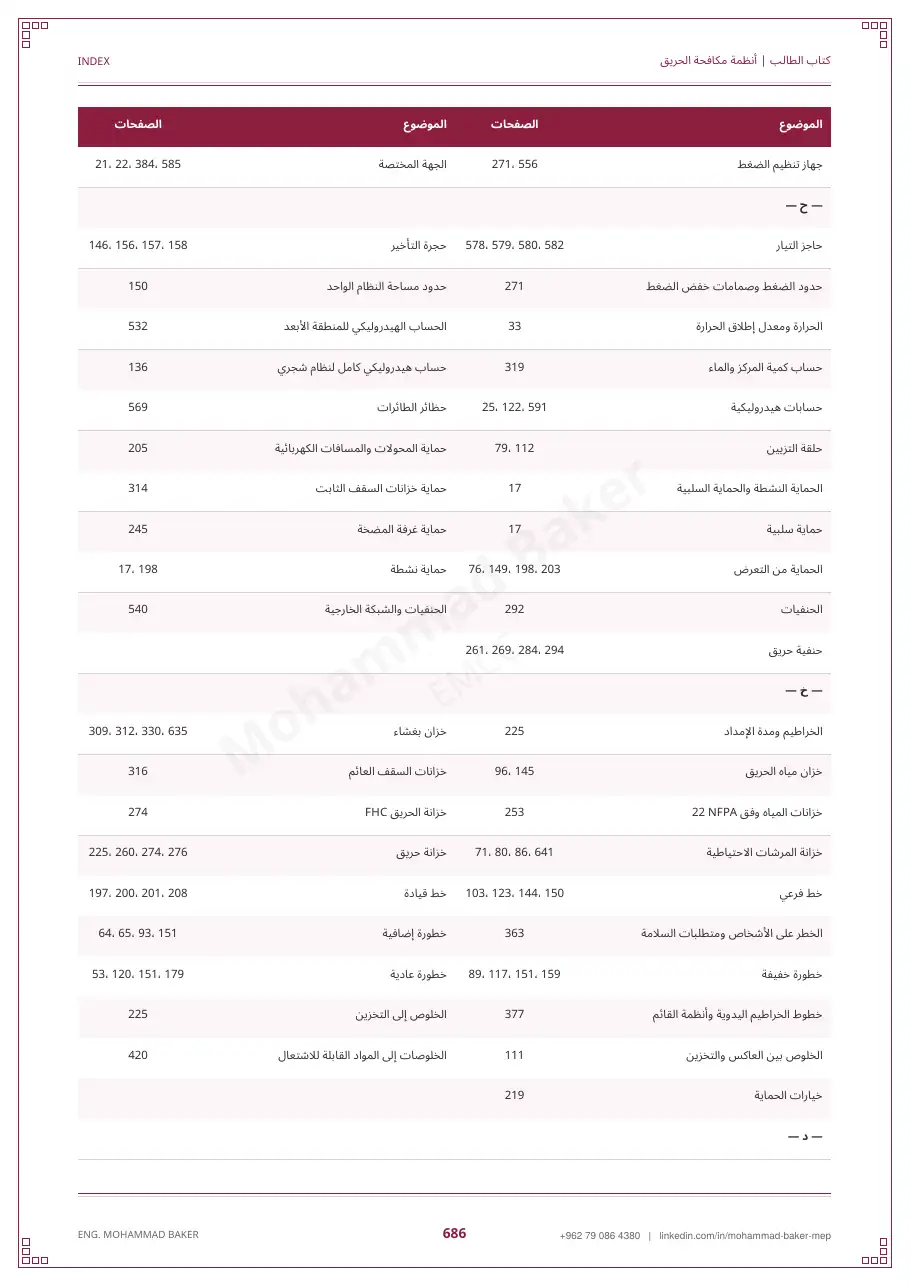 كتاب الطالب | أنظمة مكافحة الحريق INDEX
الموضوع الصفحات الموضوع الصفحات
جهاز تنظيم الضغط 271، 556 الجهة المختصة 21، 22، 384، 585
— ح —
حاجز التيار 578، 579، 580، 582 حجرة التأخير 146، 156، 157، 158
حدود الضغط وصمامات خفض الضغط 271 حدود مساحة النظام الواحد 150
الحرارة ومعدل إطلاق الحرارة 33 الحساب الهيدروليكي للمنطقة الأبعد 532
حساب كمية المركز والماء 319 حساب هيدروليكي كامل لنظام شجري 136
حسابات هيدروليكية 25، 122، 591 حظائر الطائرات 569
حلقة التزيين 79، 112 حماية المحولات والمسافات الكهربائية 205
الحماية النشطة والحماية السلبية 17 حماية خزانات السقف الثابت 314
حماية سلبية 17 حماية غرفة المضخة 245
الحماية من التعرض 76، 149، 198، 203 حماية نشطة 17، 198
الحنفيات 292 الحنفيات والشبكة الخارجية 540
حنفية حريق 261، 269، 284، 294
— خ —
الخراطيم ومدة الإمداد 225 خزان بغشاء 309، 312، 330، 635
خزان مياه الحريق 96، 145 خزانات السقف العائم 316
خزانات المياه وفق NFPA 22 253 خزانة الحريق FHC 274
خزانة المرشات الاحتياطية 71، 80، 86، 641 خزانة حريق 225، 260، 274، 276
خط فرعي 103، 123، 144، 150 خط قيادة 197، 200، 201، 208
الخطر على الأشخاص ومتطلبات السلامة 363 خطورة إضافية 64، 65، 93، 151
خطورة خفيفة 89، 117، 151، 159 خطورة عادية 53، 120، 151، 179
خطوط الخراطيم اليدوية وأنظمة القائم 377 الخلوص إلى التخزين 225
الخلوص بين العاكس والتخزين 111 الخلوصات إلى المواد القابلة للاشتعال 420
خيارات الحماية 219
— د —
Mohammad Baker
EMCC
ENG. MOHAMMAD BAKER 686 +962 79 086 4380 | linkedin.com/in/mohammad-baker-mep